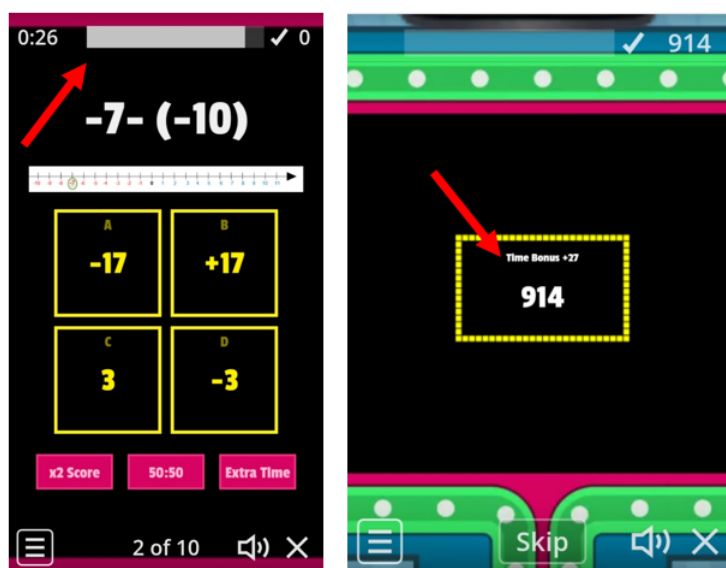 0:26 ✓ 0
-7- (-10)
A
-17
B
+17
C
3
D
-3
x2 Score 50:50 Extra Time
2 of 10
✓ 914
Time Bonus +27
914
Skip